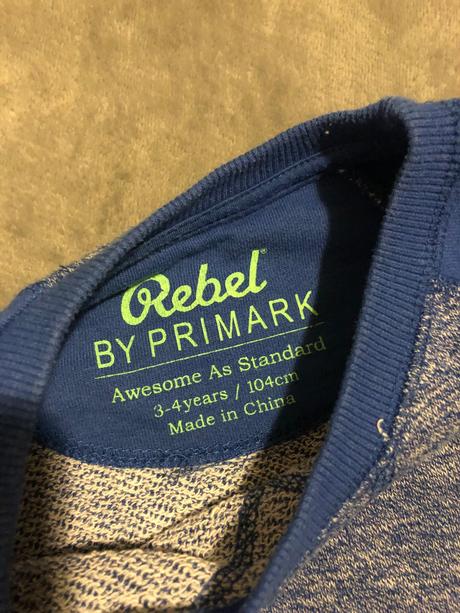 Rebel®
BY PRIMARK
Awesome As Standard
3-4years / 104cm
Made in China